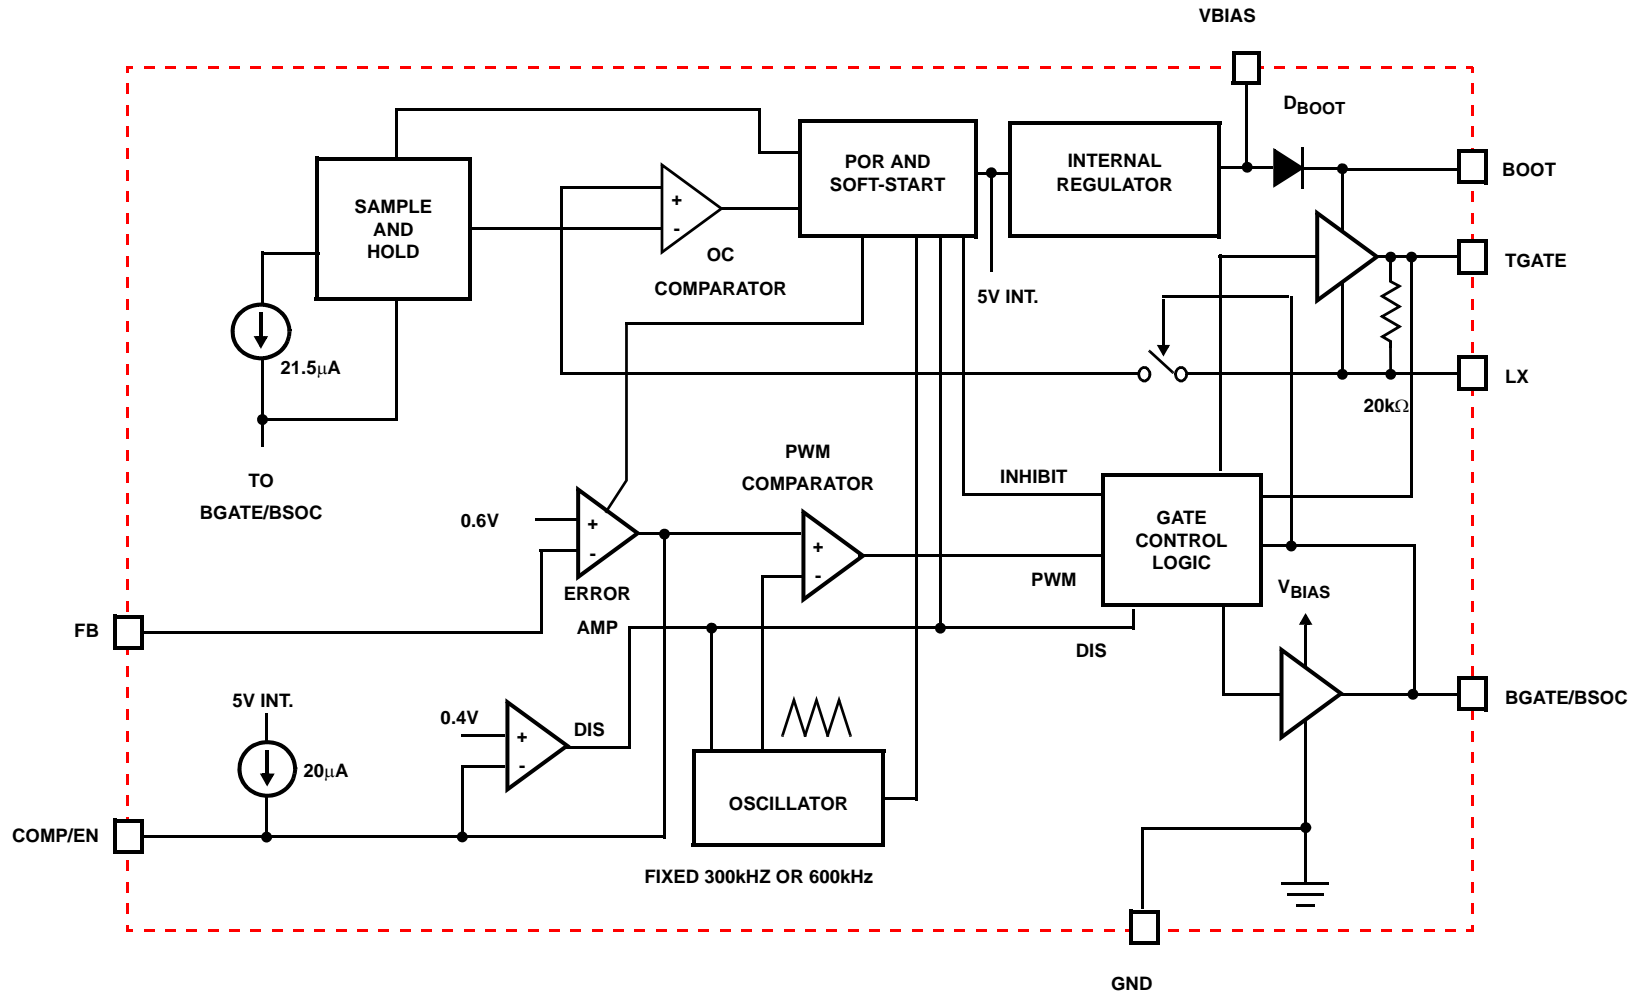 VBIAS
D_BOOT
BOOT
POR AND
SOFT-START
INTERNAL
REGULATOR
SAMPLE
AND
HOLD
+
-
OC
COMPARATOR
5V INT.
TGATE
21.5μA
LX
20kΩ
TO
BGATE/BSOC
PWM
COMPARATOR
INHIBIT
0.6V
+
-
ERROR
AMP
+
-
PWM
GATE
CONTROL
LOGIC
V_BIAS
FB
DIS
5V INT.
0.4V
+
-
DIS
BGATE/BSOC
20μA
OSCILLATOR
COMP/EN
FIXED 300kHZ OR 600kHz
GND